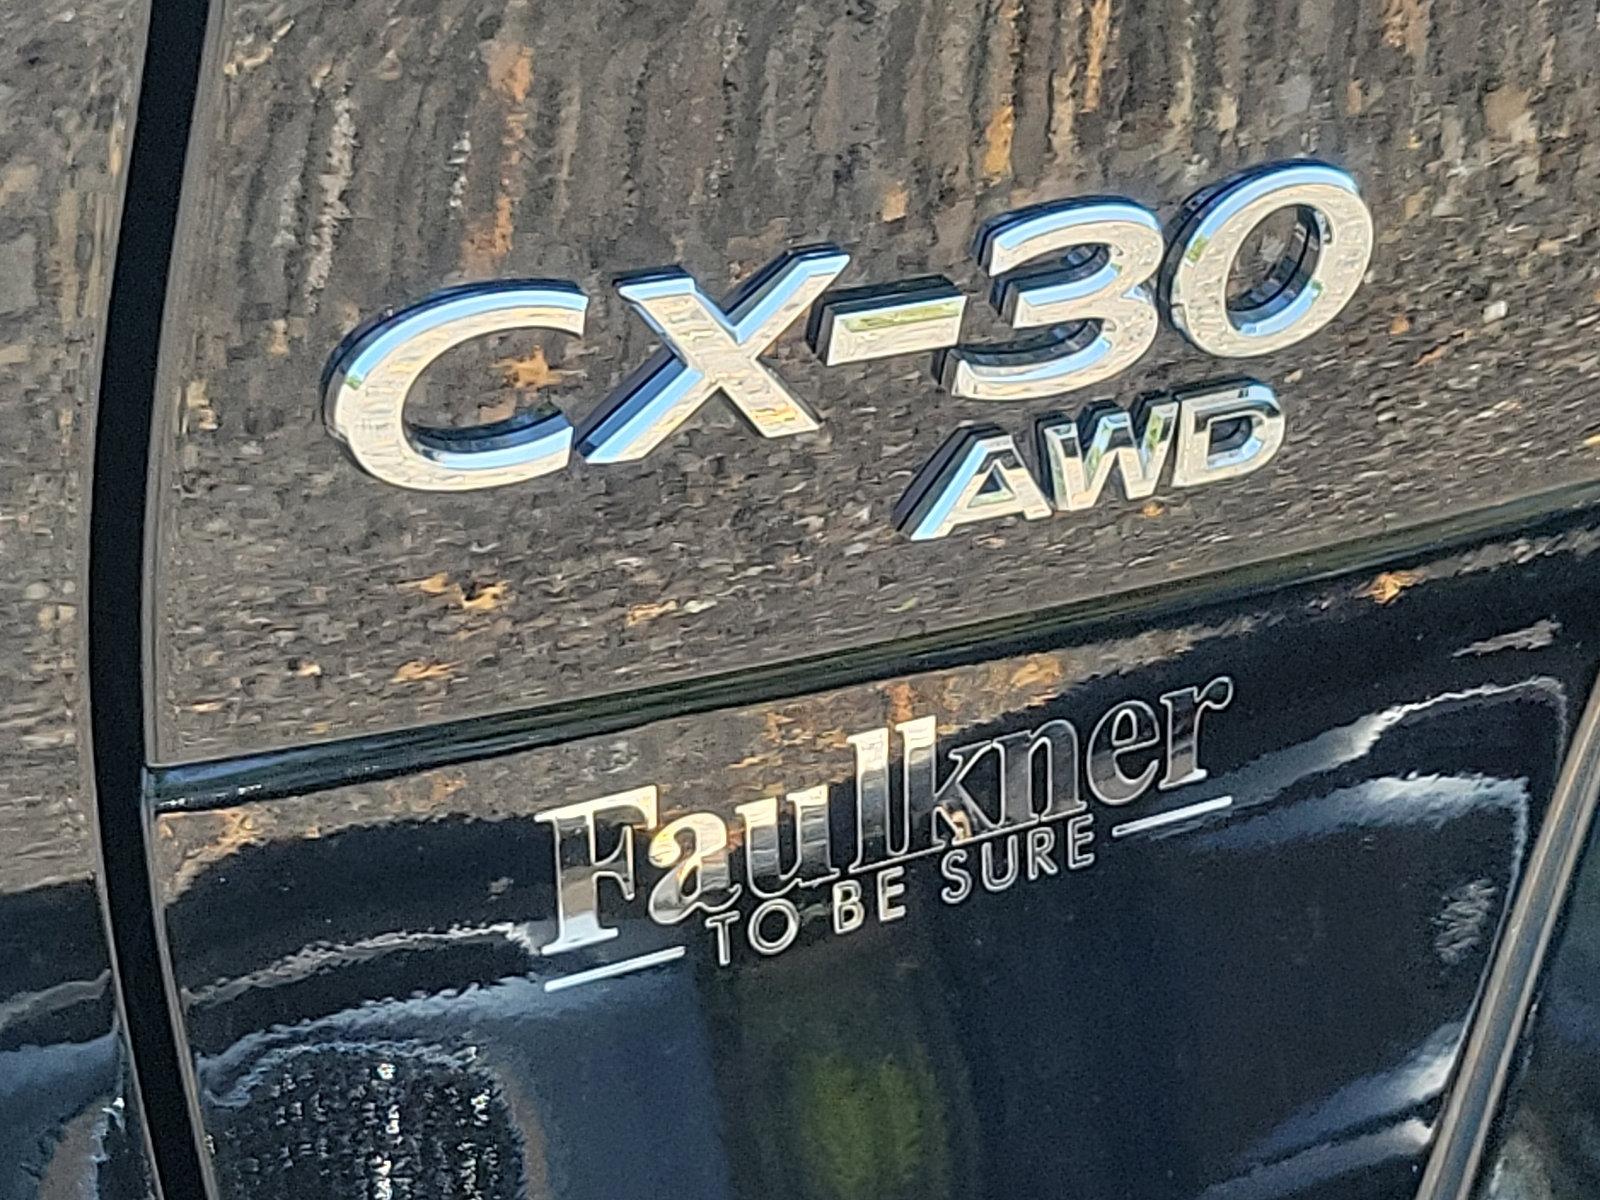 CX-30
AWD
Faulkner
TO BE SURE